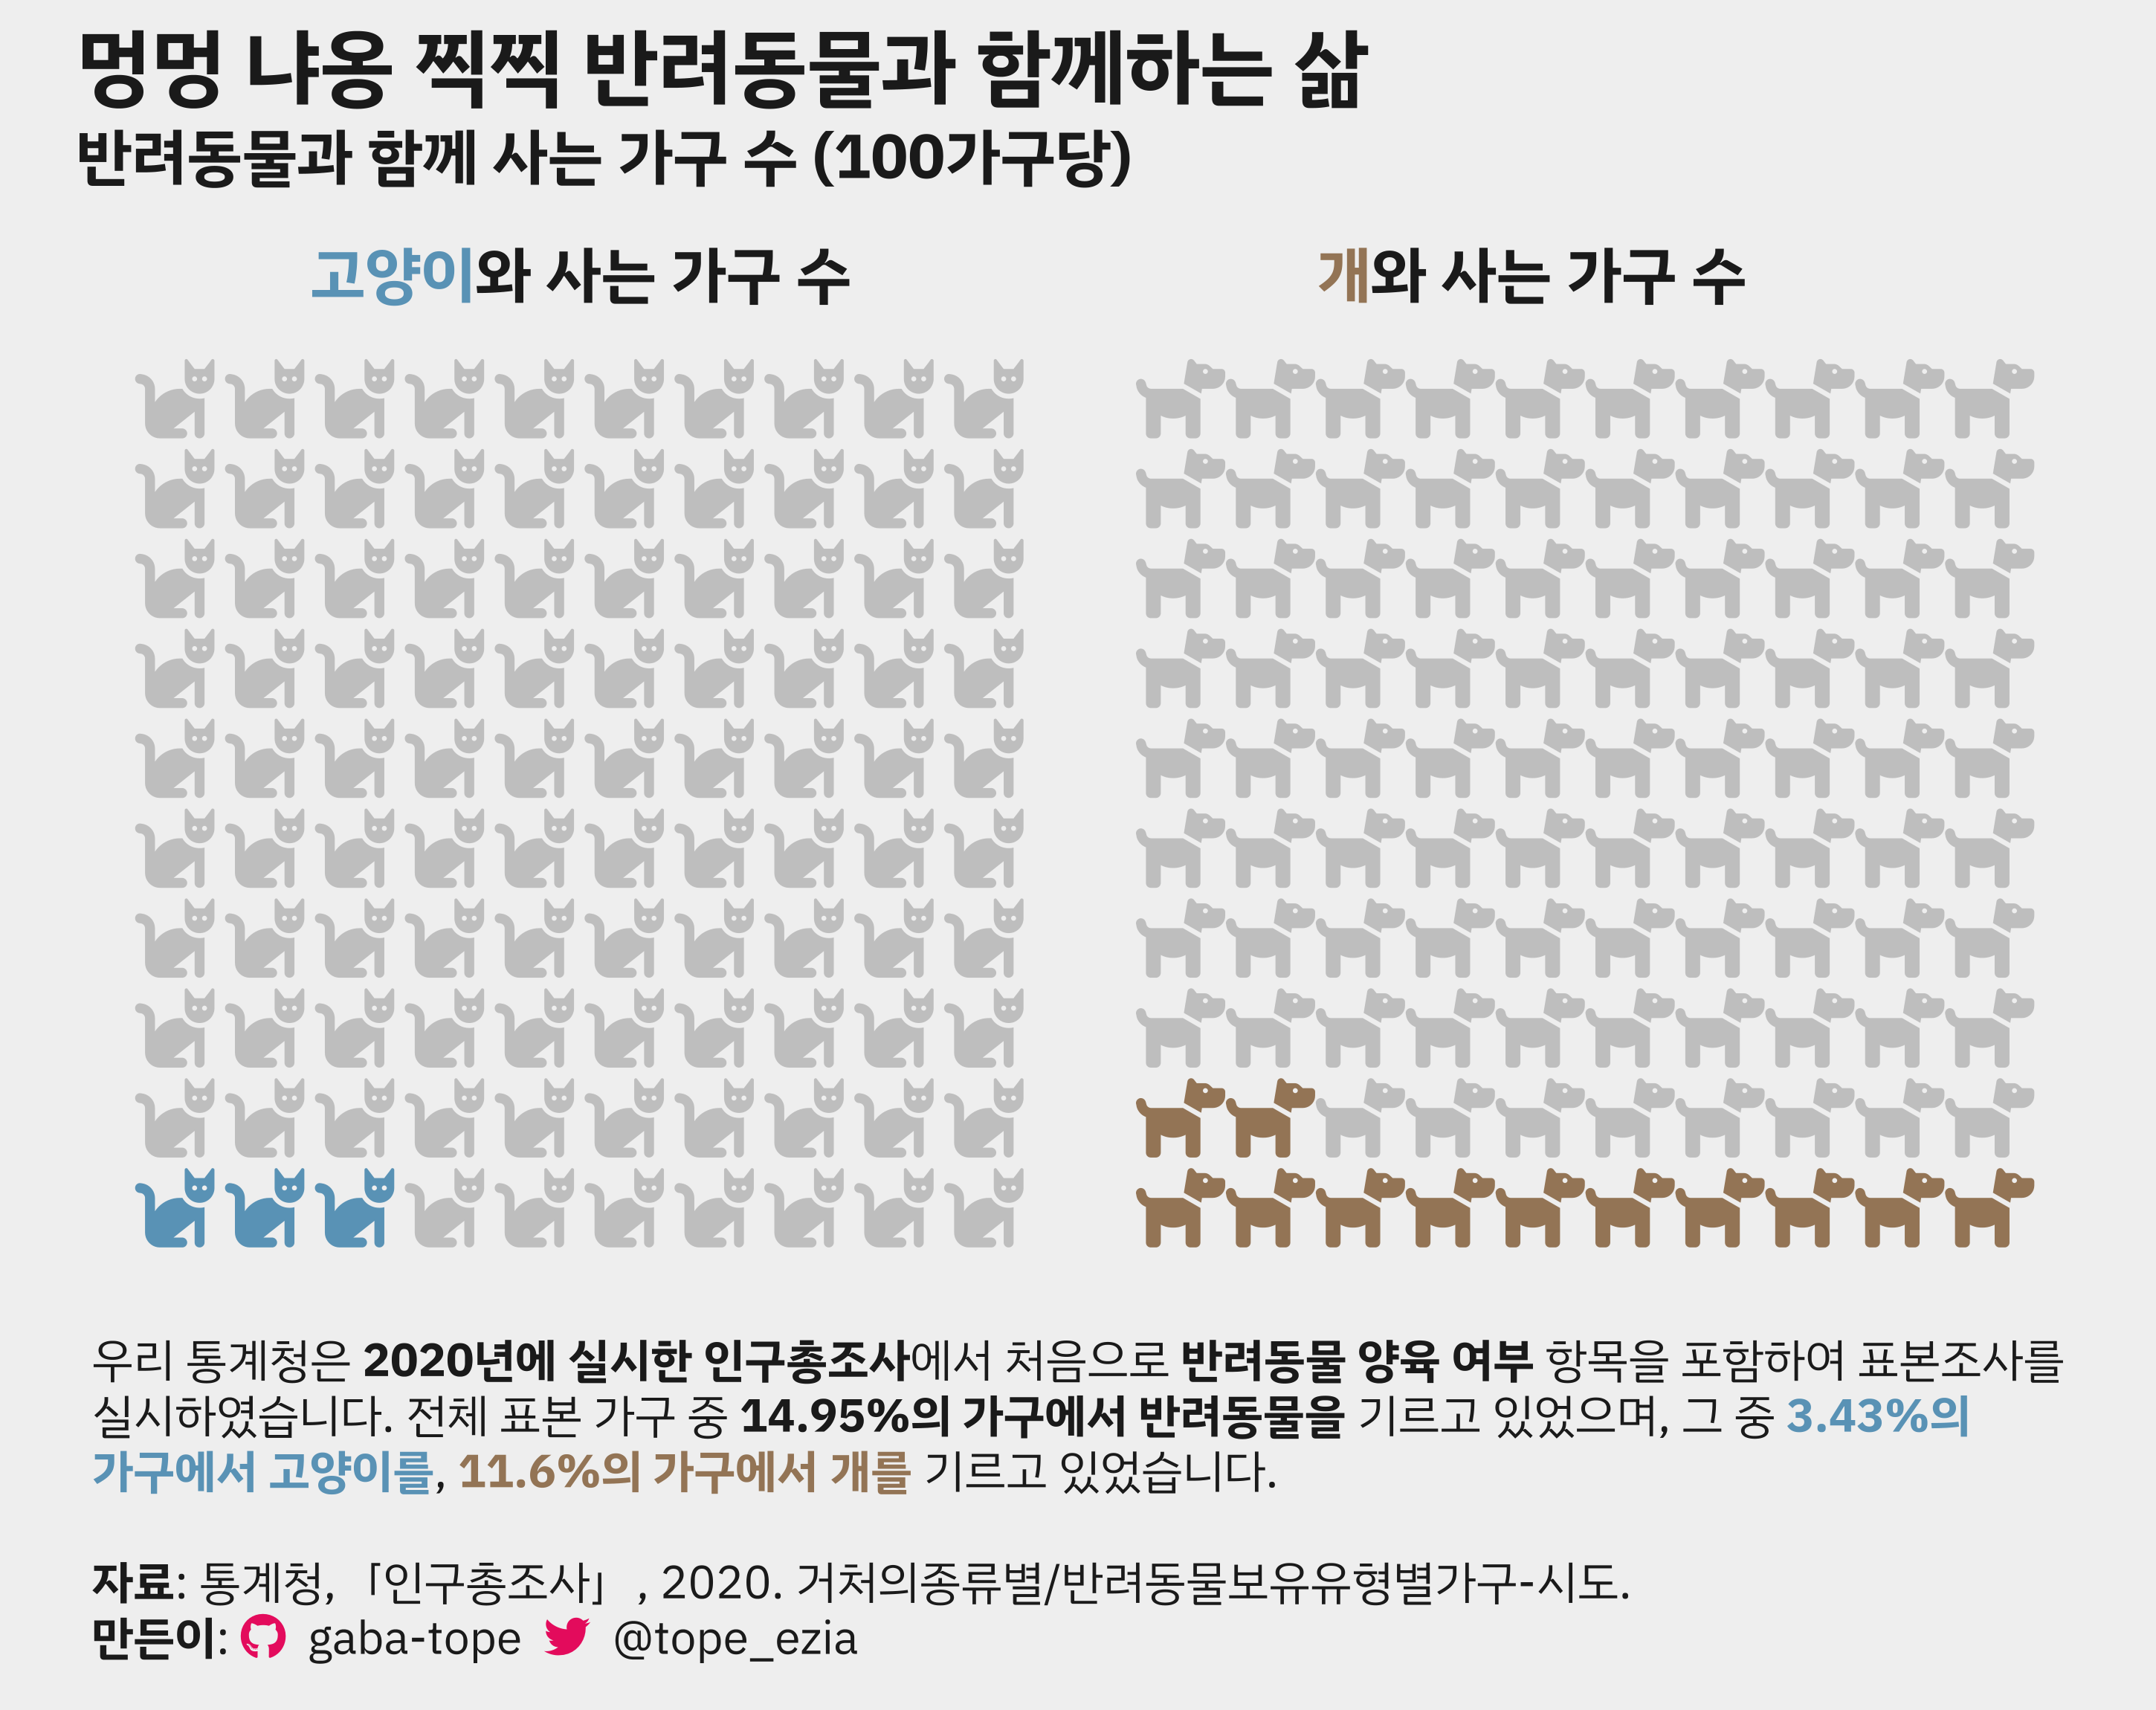 멍멍 냐옹 짹짹 반려동물과 함께하는 삶
반려동물과 함께 사는 가구 수 (100가구당)
고양이와 사는 가구 수
개와 사는 가구 수
우리 통계청은 2020년에 실시한 인구총조사에서 처음으로 반려동물 양육 여부 항목을 포함하여 표본조사를
실시하였습니다. 전체 표본 가구 중 14.95%의 가구에서 반려동물을 기르고 있었으며, 그 중 3.43%의
가구에서 고양이를, 11.6%의 가구에서 개를 기르고 있었습니다.
자료: 통계청, 「인구총조사」, 2020. 거처의종류별/반려동물보유유형별가구-시도.
만든이: gaba-tope @tope_ezia